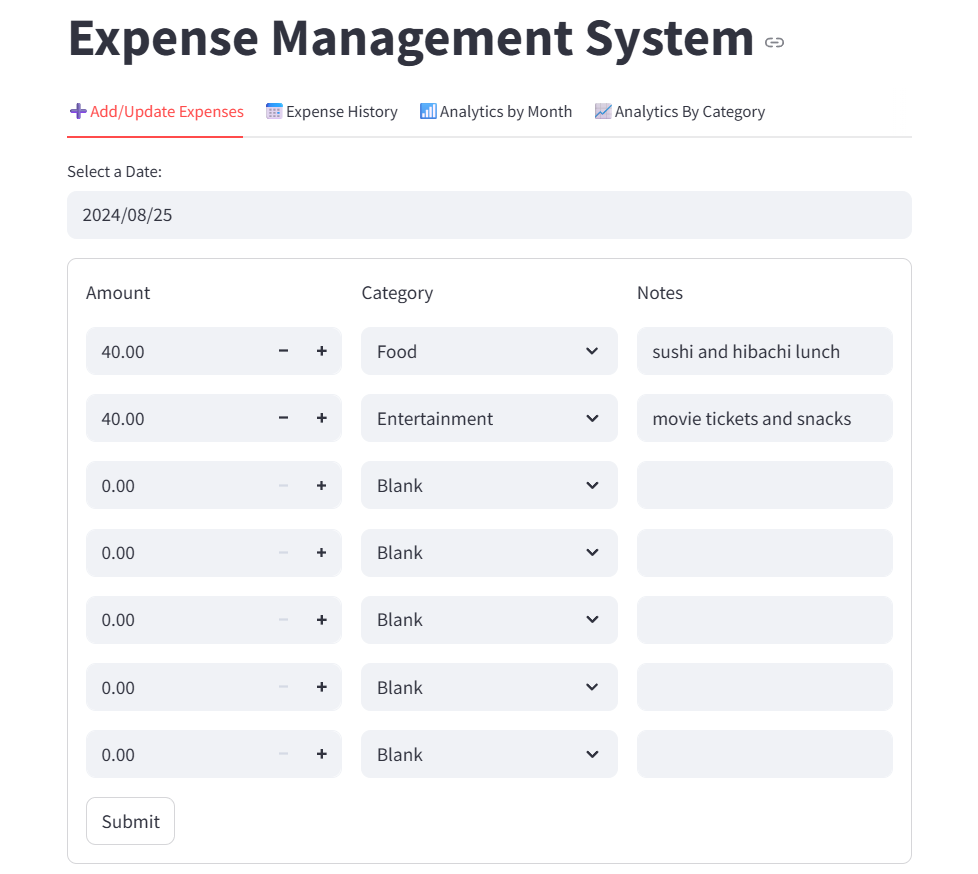 Expense Management System
Add/Update Expenses Expense History Analytics by Month Analytics By Category
Select a Date:
2024/08/25
Amount Category Notes
40.00 Food sushi and hibachi lunch
40.00 Entertainment movie tickets and snacks
0.00 Blank
0.00 Blank
0.00 Blank
0.00 Blank
0.00 Blank
Submit